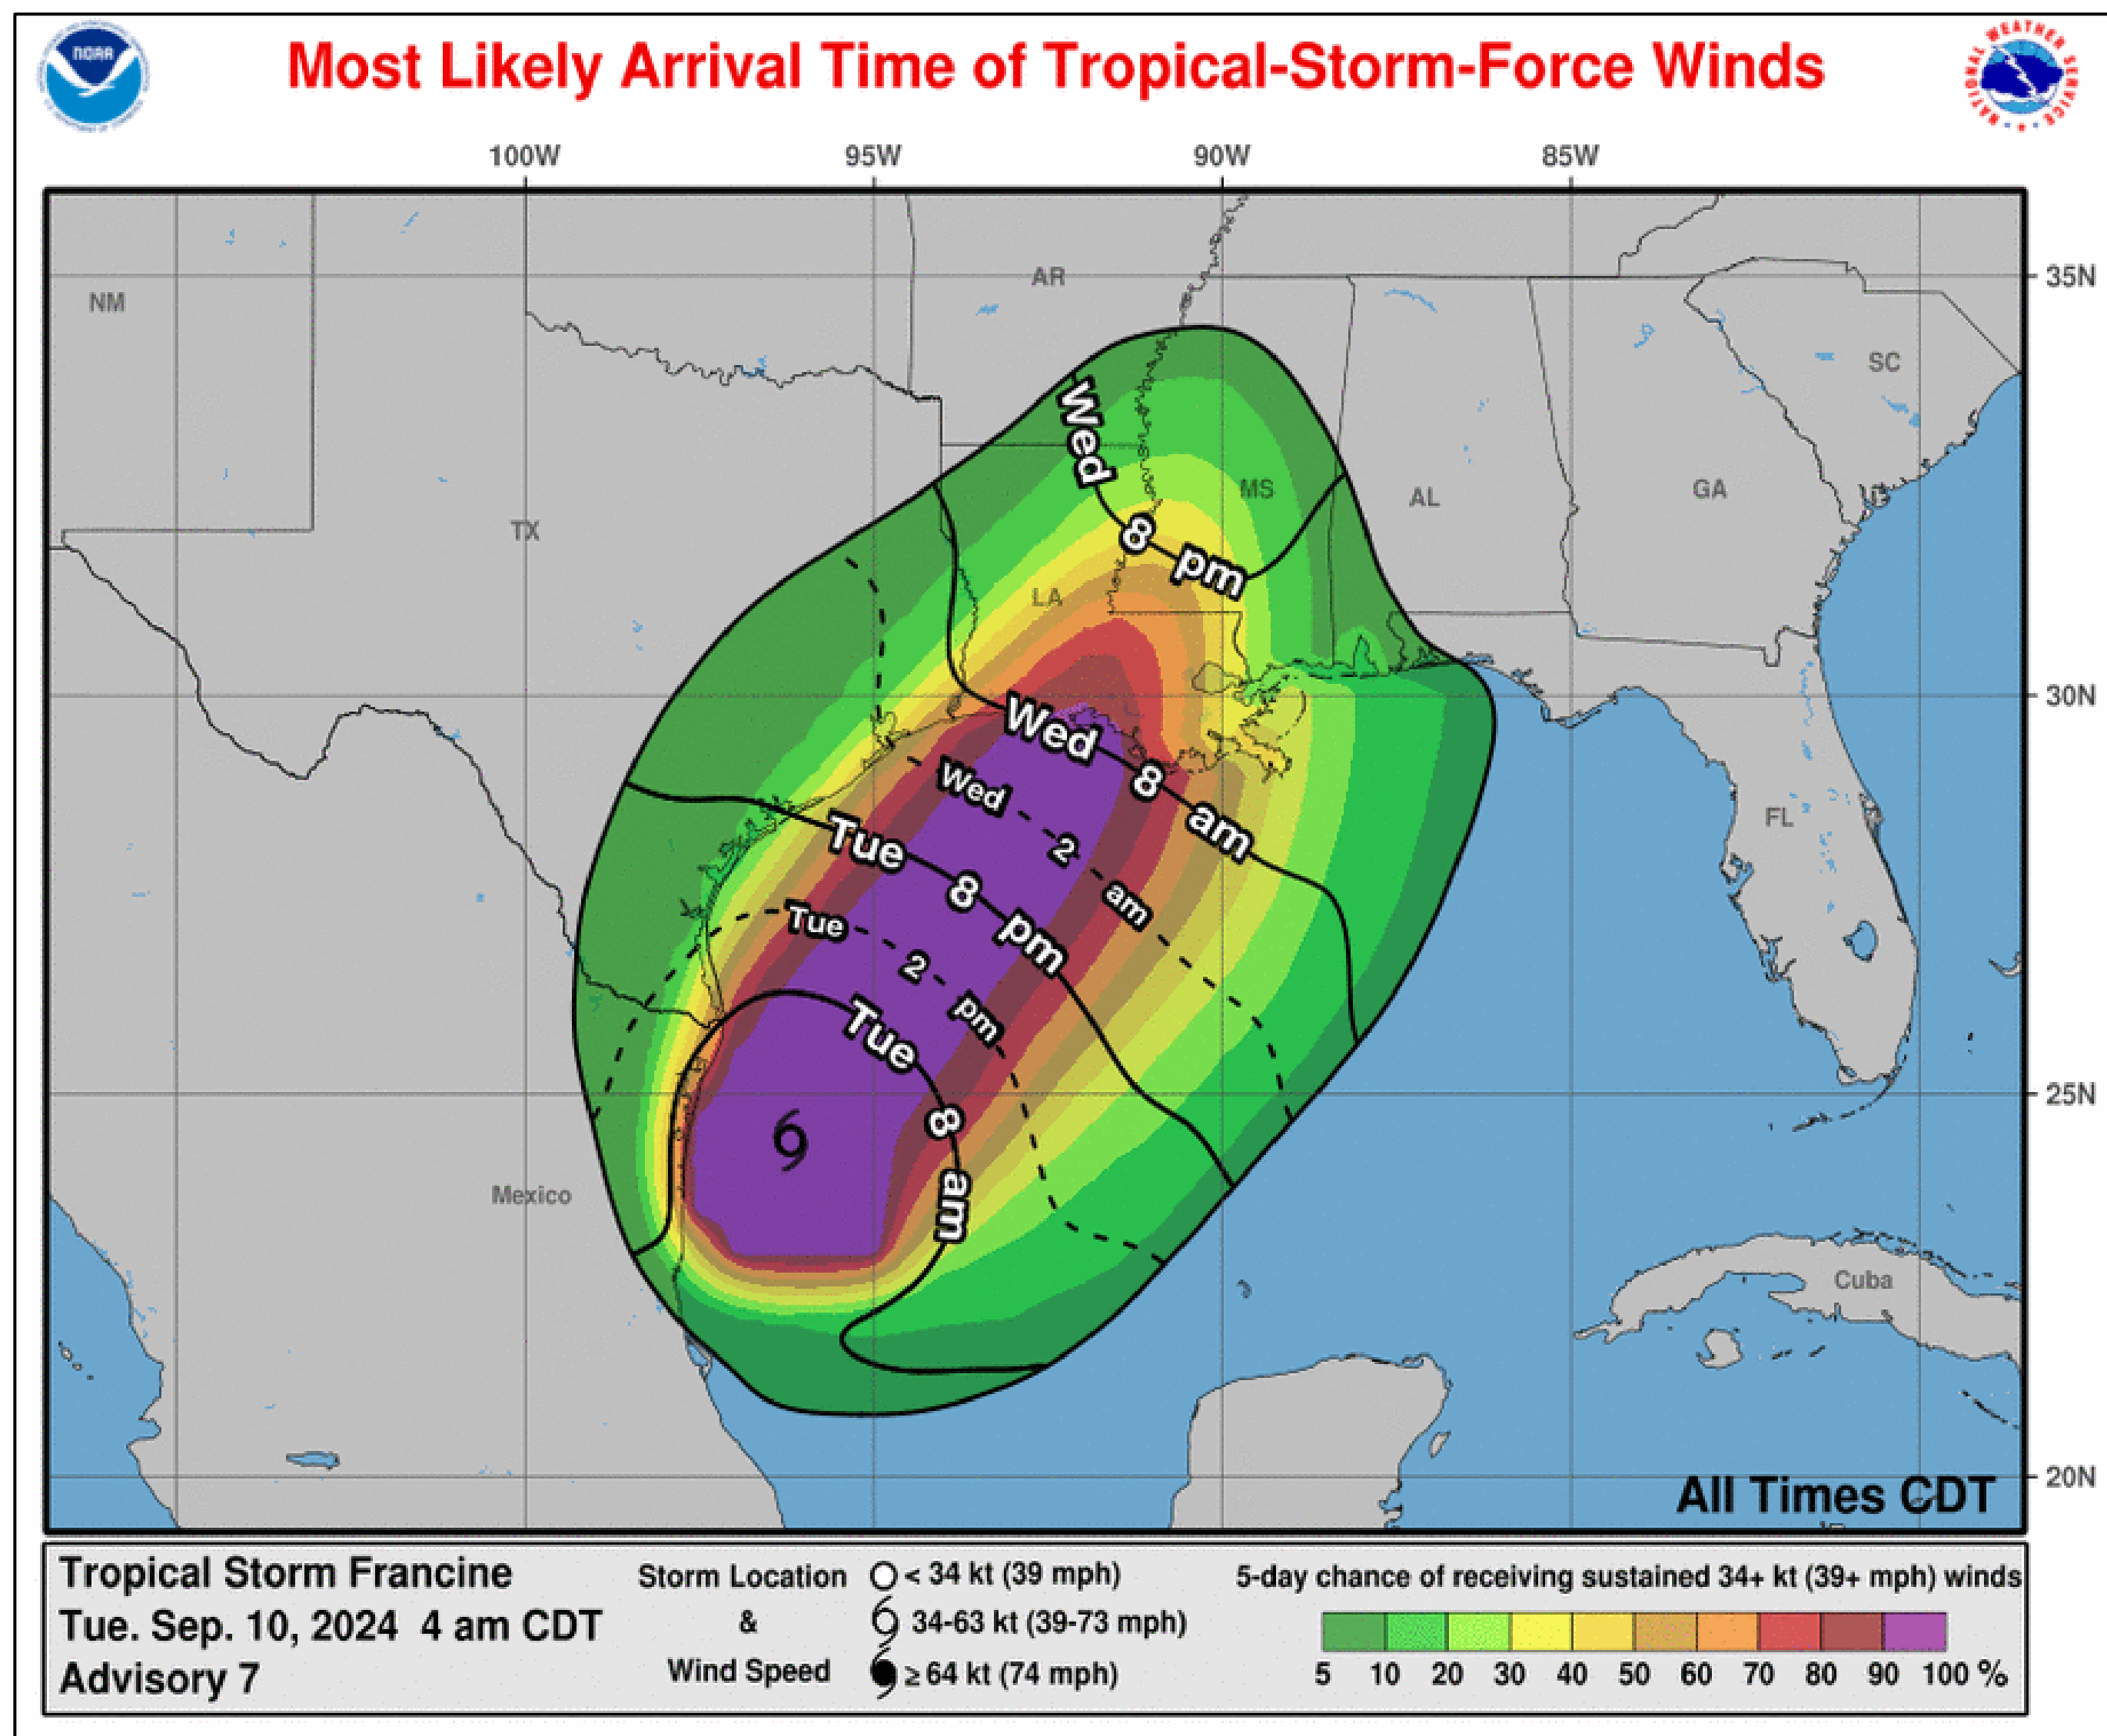 NOAA
Most Likely Arrival Time of Tropical-Storm-Force Winds
NATIONAL WEATHER SERVICE
100W 95W 90W 85W
35N
30N
25N
20N
NM
AR
SC
TX
MS
AL
GA
LA
FL
Mexico
Cuba
Wed 8 pm
Wed 8 am
Wed 2 am
Tue 8 pm
Tue 2 pm
Tue 8 am
All Times CDT
Tropical Storm Francine
Tue. Sep. 10, 2024 4 am CDT
Advisory 7
Storm Location
&
Wind Speed
< 34 kt (39 mph)
34-63 kt (39-73 mph)
≥ 64 kt (74 mph)
5-day chance of receiving sustained 34+ kt (39+ mph) winds
5 10 20 30 40 50 60 70 80 90 100 %